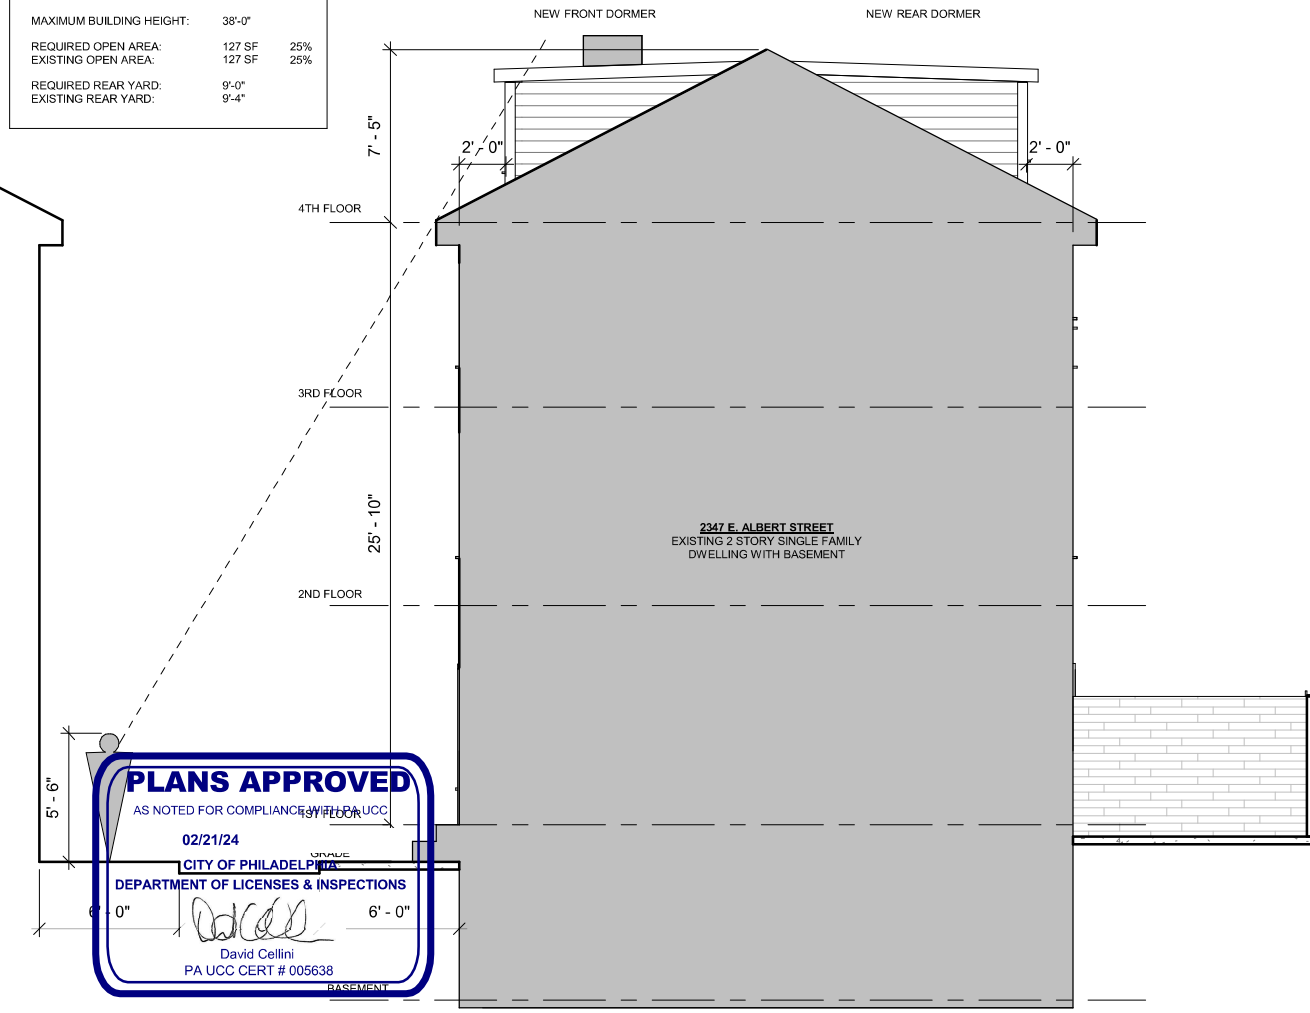 MAXIMUM BUILDING HEIGHT: 38'-0"
REQUIRED OPEN AREA: 127 SF 25%
EXISTING OPEN AREA: 127 SF 25%
REQUIRED REAR YARD: 9'-0"
EXISTING REAR YARD: 9'-4"
NEW FRONT DORMER
NEW REAR DORMER
7' - 5"
2' - 0"
2' - 0"
4TH FLOOR
3RD FLOOR
25' - 10"
2347 E. ALBERT STREET
EXISTING 2 STORY SINGLE FAMILY
DWELLING WITH BASEMENT
2ND FLOOR
5' - 6"
PLANS APPROVED
AS NOTED FOR COMPLIANCE WITH PA UCC
1ST FLOOR
02/21/24
GRADE
CITY OF PHILADELPHIA
DEPARTMENT OF LICENSES & INSPECTIONS
6' - 0"
6' - 0"
David Cellini
PA UCC CERT # 005638
BASEMENT